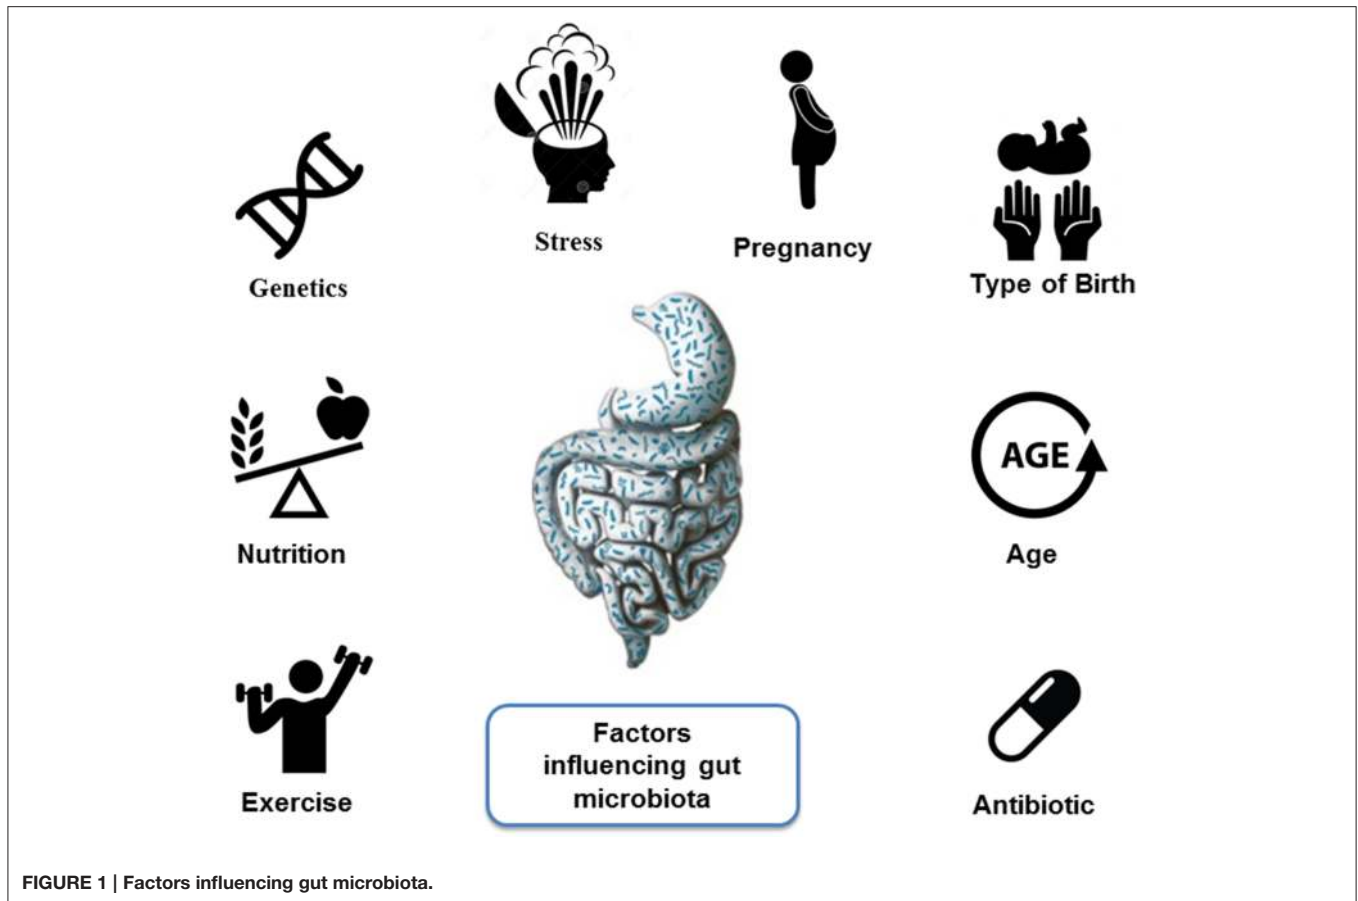 Stress
Pregnancy
Genetics
Type of Birth
Nutrition
AGE
Age
Exercise
Factors
influencing gut
microbiota
Antibiotic
FIGURE 1 | Factors influencing gut microbiota.